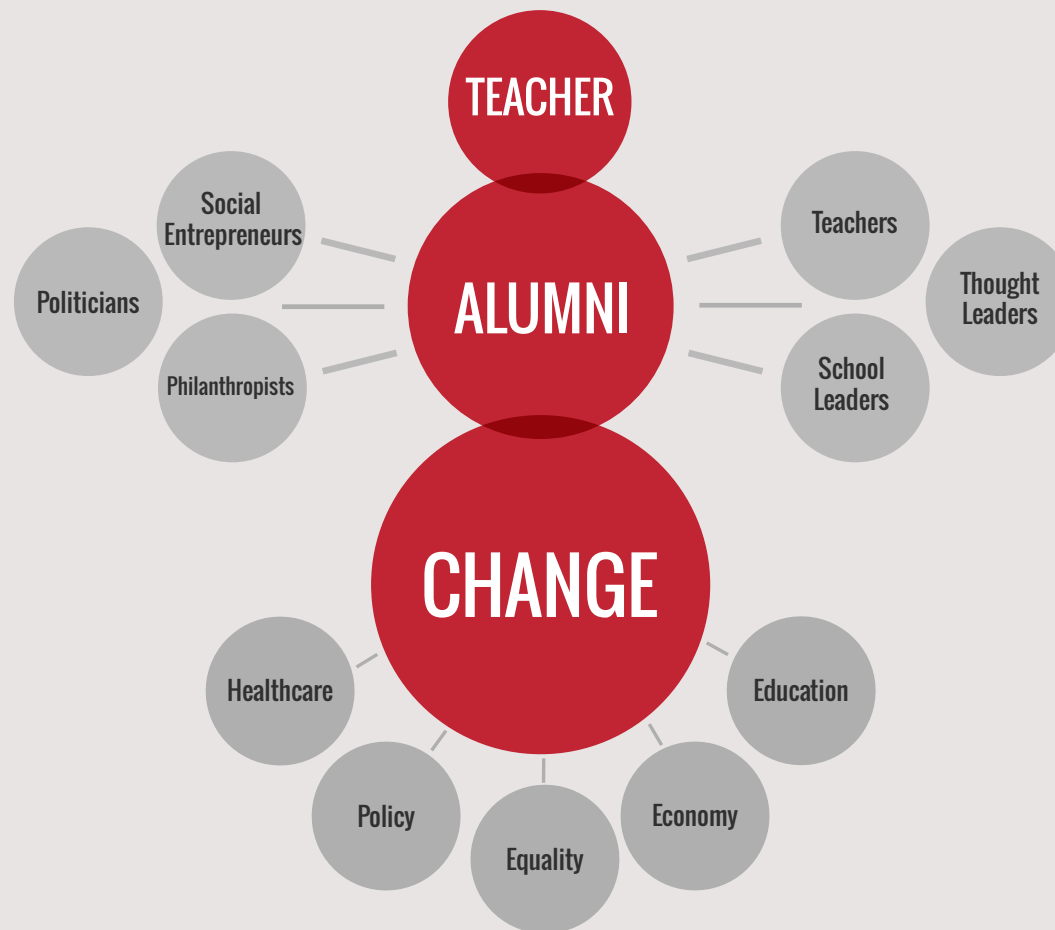 TEACHER
Social
Entrepreneurs
Politicians
Philanthropists
ALUMNI
Teachers
Thought
Leaders
School
Leaders
CHANGE
Healthcare
Policy
Equality
Economy
Education